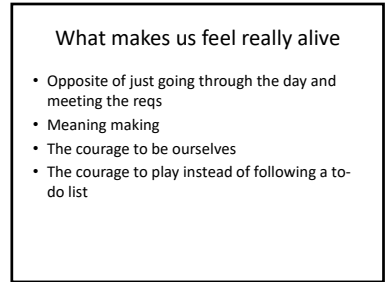 What makes us feel really alive
• Opposite of just going through the day and
meeting the reqs
• Meaning making
• The courage to be ourselves
• The courage to play instead of following a to-
do list